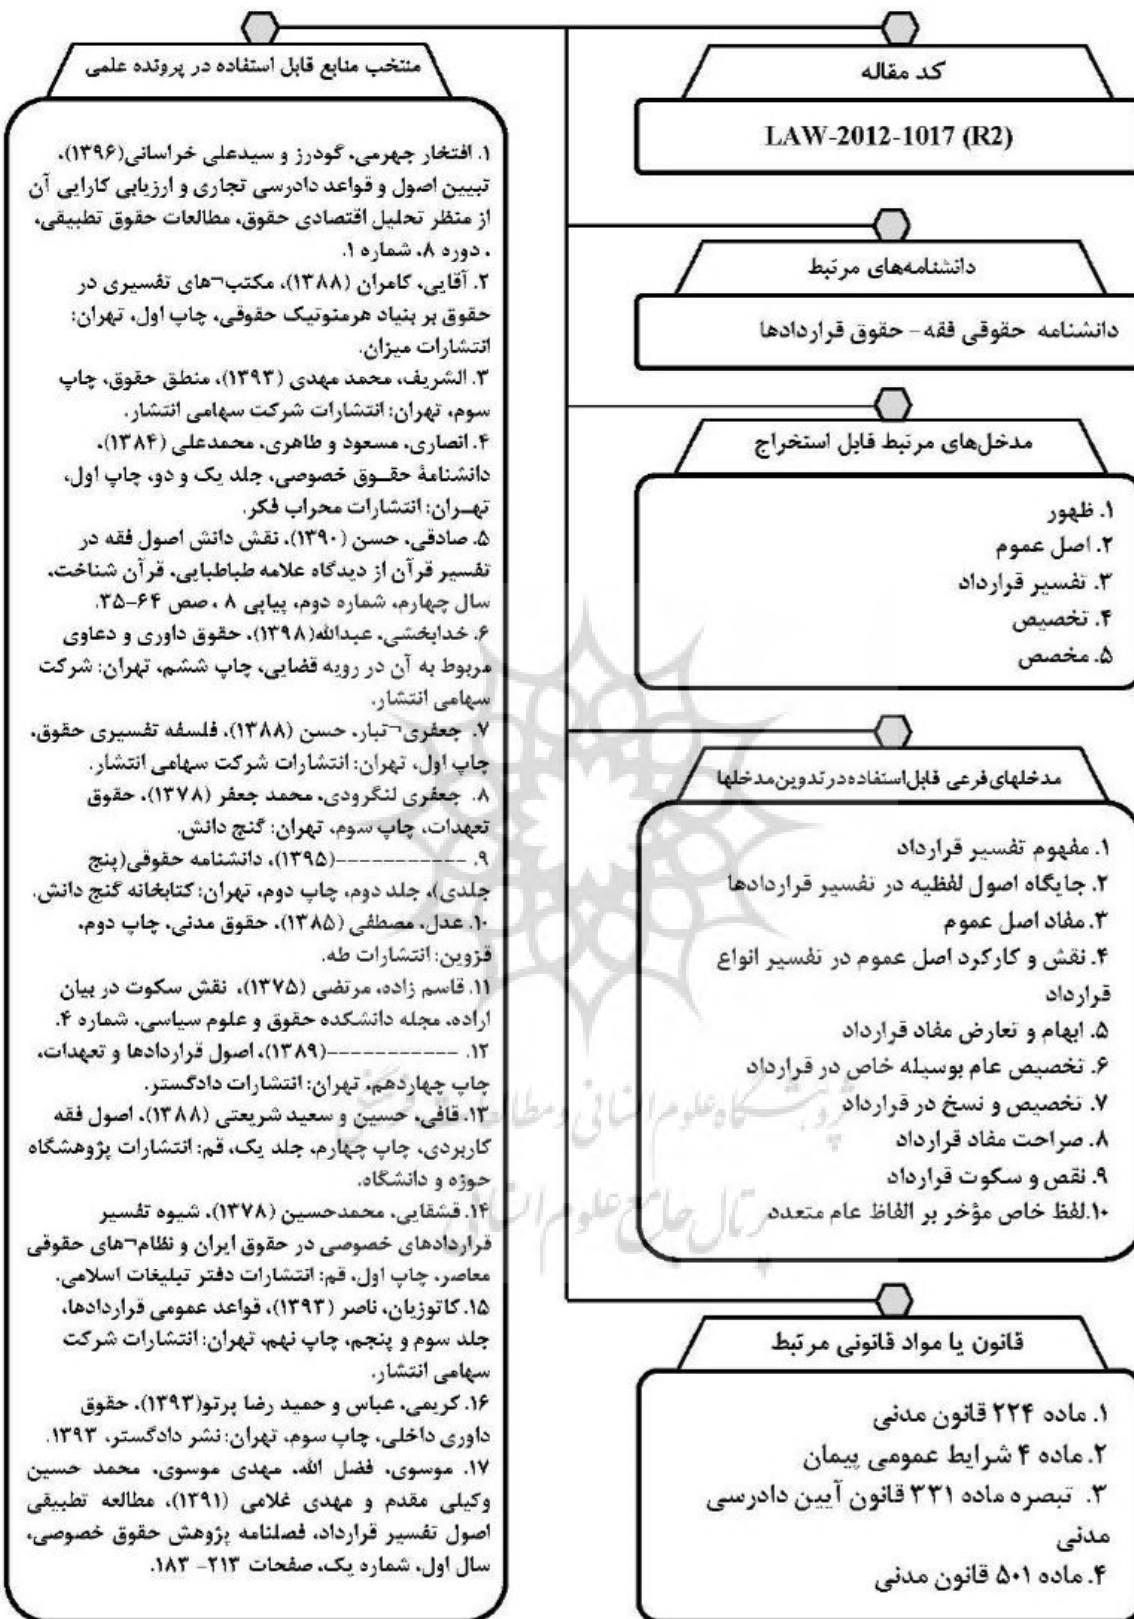 کد مقاله
LAW-2012-1017 (R2)
دانشنامه‌های مرتبط
دانشنامه حقوقی فقه - حقوق قراردادها
مدخل‌های مرتبط قابل استخراج
۱. ظهور
۲. اصل عموم
۳. تفسیر قرارداد
۴. تخصیص
۵. مخصص
مدخلهای فرعی قابل‌استفاده‌در‌تدوین‌مدخلها
۱. مفهوم تفسیر قرارداد
۲. جایگاه اصول لفظیه در تفسیر قراردادها
۳. مفاد اصل عموم
۴. نقش و کارکرد اصل عموم در تفسیر انواع
قرارداد
۵. ابهام و تعارض مفاد قرارداد
۶. تخصیص عام بوسیله خاص در قرارداد
۷. تخصیص و نسخ در قرارداد
۸. صراحت مفاد قرارداد
۹. نقص و سکوت قرارداد
۱۰.لفظ خاص مؤخر بر الفاظ عام متعدد
قانون یا مواد قانونی مرتبط
۱. ماده ۲۲۴ قانون مدنی
۲. ماده ۴ شرایط عمومی پیمان
۳. تبصره ماده ۳۳۱ قانون آیین دادرسی
مدنی
۴. ماده ۵۰۱ قانون مدنی
منتخب منابع قابل استفاده در پرونده علمی
۱. افتخار جهرمی، گودرز و سیدعلی خراسانی(۱۳۹۶)،
تبیین اصول و قواعد دادرسی تجاری و ارزیابی کارایی آن
از منظر تحلیل اقتصادی حقوق، مطالعات حقوق تطبیقی،
، دوره ۸، شماره ۱.
۲. آقایی، کامران (۱۳۸۸)، مکتب¬های تفسیری در
حقوق بر بنیاد هرمنوتیک حقوقی، چاپ اول، تهران:
انتشارات میزان.
۳. الشریف، محمد مهدی (۱۳۹۳)، منطق حقوق، چاپ
سوم، تهران: انتشارات شرکت سهامی انتشار.
۴. انصاری، مسعود و طاهری، محمدعلی (۱۳۸۴)،
دانشنامۀ حقــوق خصوصی، جلد یک و دو، چاپ اول،
تهــران: انتشارات محراب فکر.
۵. صادقی، حسن (۱۳۹۰)، نقش دانش اصول فقه در
تفسیر قرآن از دیدگاه علامه طباطبایی، قرآن شناخت،
سال چهارم، شماره دوم، پیاپی ۸ ، صص ۶۴-۳۵.
۶. خدابخشی، عبدالله(۱۳۹۸)، حقوق داوری و دعاوی
مربوط به آن در رویه قضایی، چاپ ششم، تهران: شرکت
سهامی انتشار.
۷. جعفری¬تبار، حسن (۱۳۸۸)، فلسفه تفسیری حقوق،
چاپ اول، تهران: انتشارات شرکت سهامی انتشار.
۸. جعفری لنگرودی، محمد جعفر (۱۳۷۸)، حقوق
تعهدات، چاپ سوم، تهران: گنج دانش.
۹. -----------(۱۳۹۵)، دانشنامه حقوقی(پنج
جلدی)، جلد دوم، چاپ دوم، تهران: کتابخانه گنج دانش.
۱۰. عدل، مصطفی (۱۳۸۵)، حقوق مدنی، چاپ دوم،
قزوین: انتشارات طه.
۱۱. قاسم زاده، مرتضی (۱۳۷۵)، نقش سکوت در بیان
اراده، مجله دانشکده حقوق و علوم سیاسی، شماره ۴.
۱۲. -----------(۱۳۸۹)، اصول قراردادها و تعهدات،
چاپ چهاردهم، تهران: انتشارات دادگستر.
۱۳. قافی، حسین و سعید شریعتی (۱۳۸۸)، اصول فقه
کاربردی، چاپ چهارم، جلد یک، قم: انتشارات پژوهشگاه
حوزه و دانشگاه.
۱۴. قشقایی، محمدحسین (۱۳۷۸)، شیوه تفسیر
قراردادهای خصوصی در حقوق ایران و نظام¬های حقوقی
معاصر، چاپ اول، قم: انتشارات دفتر تبلیغات اسلامی.
۱۵. کاتوزیان، ناصر (۱۳۹۳)، قواعد عمومی قراردادها،
جلد سوم و پنجم، چاپ نهم، تهران: انتشارات شرکت
سهامی انتشار.
۱۶. کریمی، عباس و حمید رضا پرتو(۱۳۹۳)، حقوق
داوری داخلی، چاپ سوم، تهران: نشر دادگستر، ۱۳۹۳.
۱۷. موسوی، فضل الله، مهدی موسوی، محمد حسین
وکیلی مقدم و مهدی غلامی (۱۳۹۱)، مطالعه تطبیقی
اصول تفسیر قرارداد، فصلنامه پژوهش حقوق خصوصی،
سال اول، شماره یک، صفحات ۲۱۳- ۱۸۳.
پژوهشگاه علوم انسانی و مطالعات فرهنگی
پرتال جامع علوم انسانی